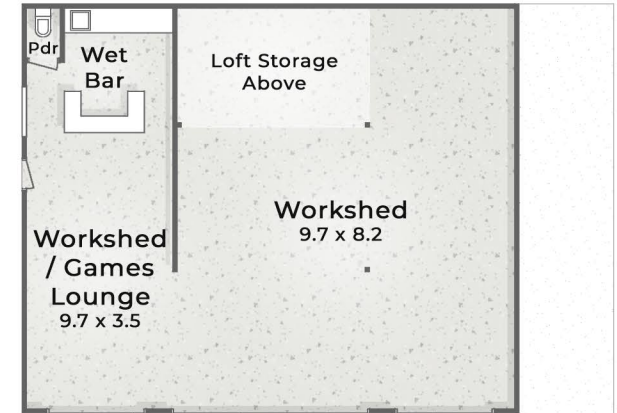 Pdr
Wet
Bar
Loft Storage
Above
Workshed
9.7 x 8.2
Workshed
/ Games
Lounge
9.7 x 3.5